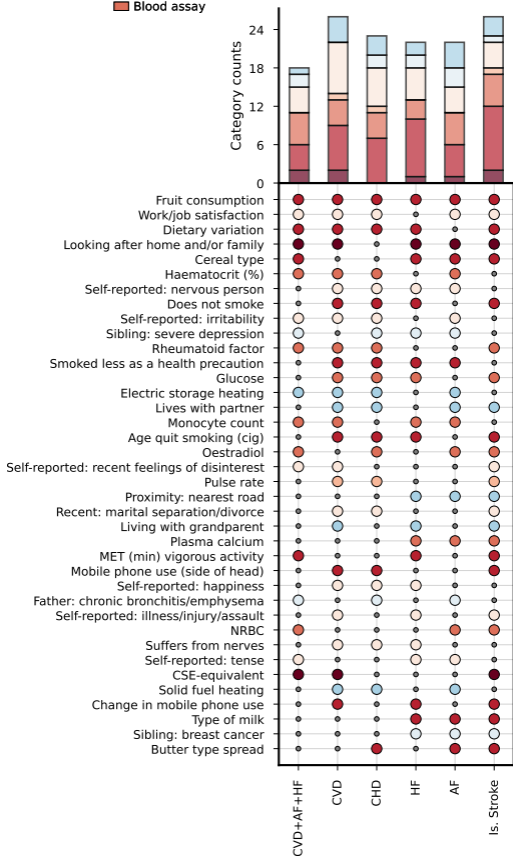 Blood assay
24
18
12
6
0
Category counts
Fruit consumption
Work/job satisfaction
Dietary variation
Looking after home and/or family
Cereal type
Haematocrit (%)
Self-reported: nervous person
Does not smoke
Self-reported: irritability
Sibling: severe depression
Rheumatoid factor
Smoked less as a health precaution
Glucose
Electric storage heating
Lives with partner
Monocyte count
Age quit smoking (cig)
Oestradiol
Self-reported: recent feelings of disinterest
Pulse rate
Proximity: nearest road
Recent: marital separation/divorce
Living with grandparent
Plasma calcium
MET (min) vigorous activity
Mobile phone use (side of head)
Self-reported: happiness
Father: chronic bronchitis/emphysema
Self-reported: illness/injury/assault
NRBC
Suffers from nerves
Self-reported: tense
CSE-equivalent
Solid fuel heating
Change in mobile phone use
Type of milk
Sibling: breast cancer
Butter type spread
CVD+AF+HF
CVD
CHD
HF
AF
Is. Stroke